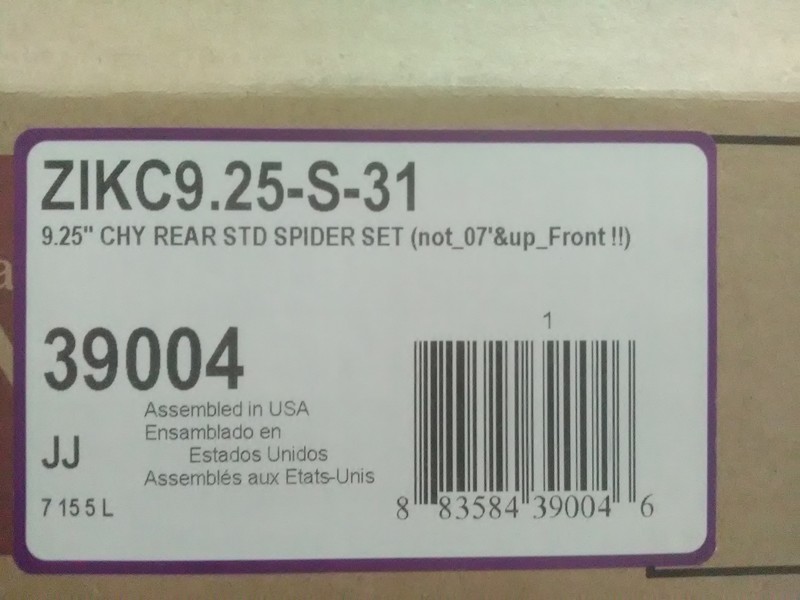 ZIKC9.25-S-31
9.25" CHY REAR STD SPIDER SET (not_07'&up_Front !!)
39004
Assembled in USA
Ensamblado en
Estados Unidos
Assemblés aux Etats-Unis
JJ
7 15 5 L
1
8 83584 39004 6